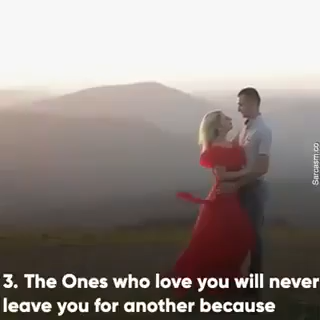 Sarcasm.co
3. The Ones who love you will never
leave you for another because